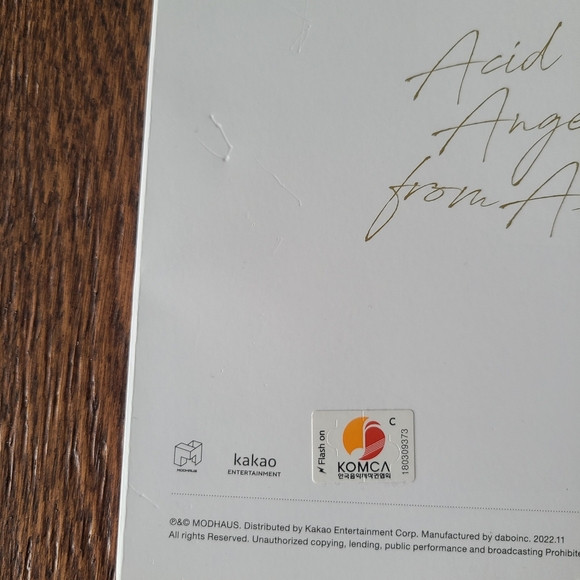 Acid
Ange
from A
MODHAUS
kakao
ENTERTAINMENT
Flash on
C
KOMCA
한국음악저작권협회
180309373
℗&© MODHAUS. Distributed by Kakao Entertainment Corp. Manufactured by daboinc. 2022.11
All rights Reserved. Unauthorized copying, lending, public performance and broadcasting Prohibite